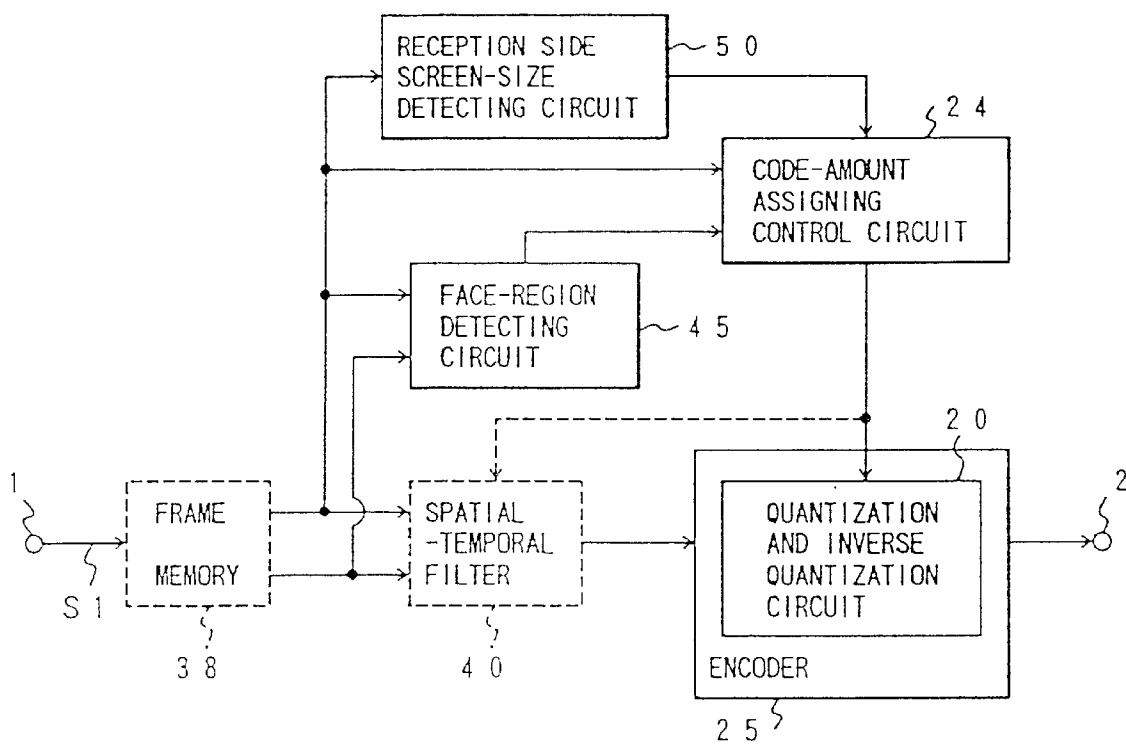 RECEPTION SIDE
SCREEN-SIZE
DETECTING CIRCUIT
50
24
CODE-AMOUNT
ASSIGNING
CONTROL CIRCUIT
FACE-REGION
DETECTING
CIRCUIT
45
20
1
FRAME
MEMORY
S1
38
SPATIAL
-TEMPORAL
FILTER
40
QUANTIZATION
AND INVERSE
QUANTIZATION
CIRCUIT
ENCODER
25
2